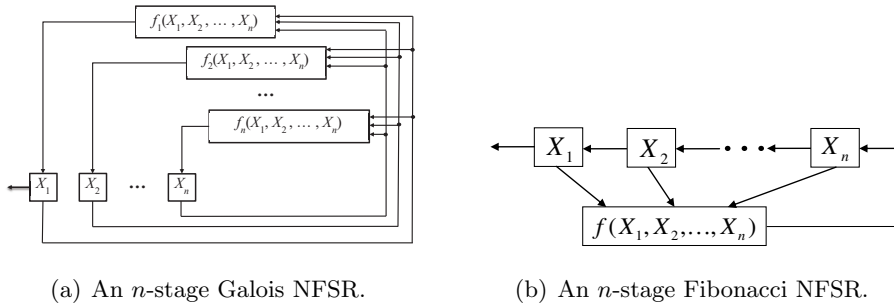 f₁(X₁, X₂, … , Xₙ)
f₂(X₁, X₂, … , Xₙ)
...
fₙ(X₁, X₂, … , Xₙ)
X₁ X₂ ... Xₙ
(a) An n-stage Galois NFSR.
X₁ X₂ • • • Xₙ
f(X₁, X₂,…, Xₙ)
(b) An n-stage Fibonacci NFSR.